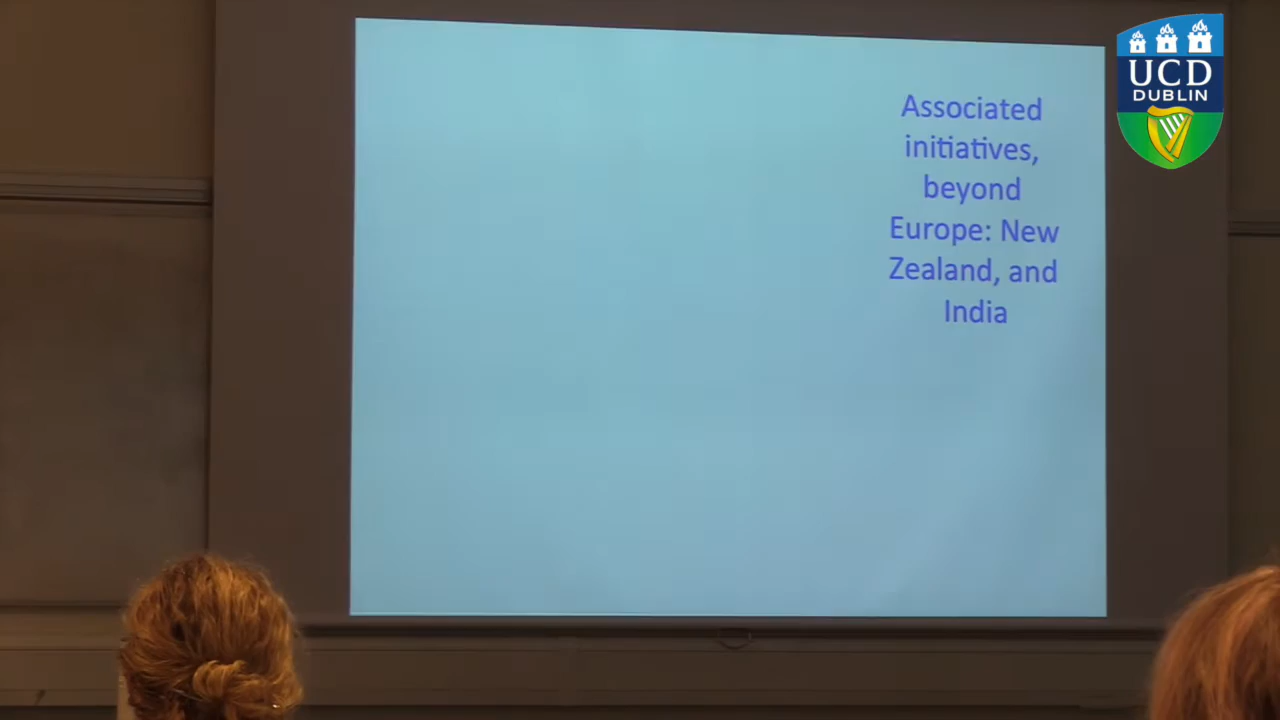 Associated
initiatives,
beyond
Europe: New
Zealand, and
India
UCD
DUBLIN